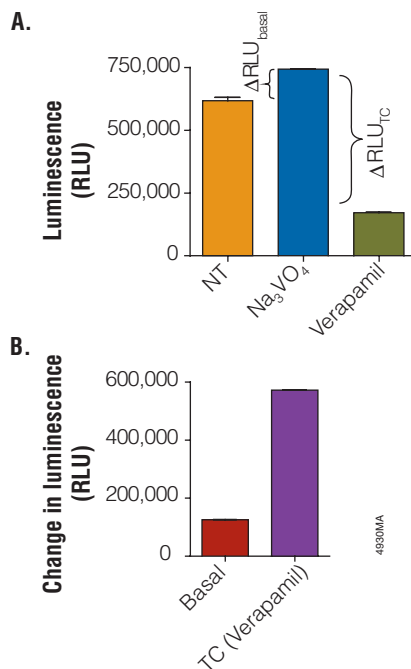 A.
Luminescence
(RLU)
750,000
500,000
250,000
0
ΔRLUbasal
ΔRLUTC
NT
Na3VO4
Verapamil
B.
Change in luminescence
(RLU)
600,000
400,000
200,000
0
Basal
TC (Verapamil)
4930MA